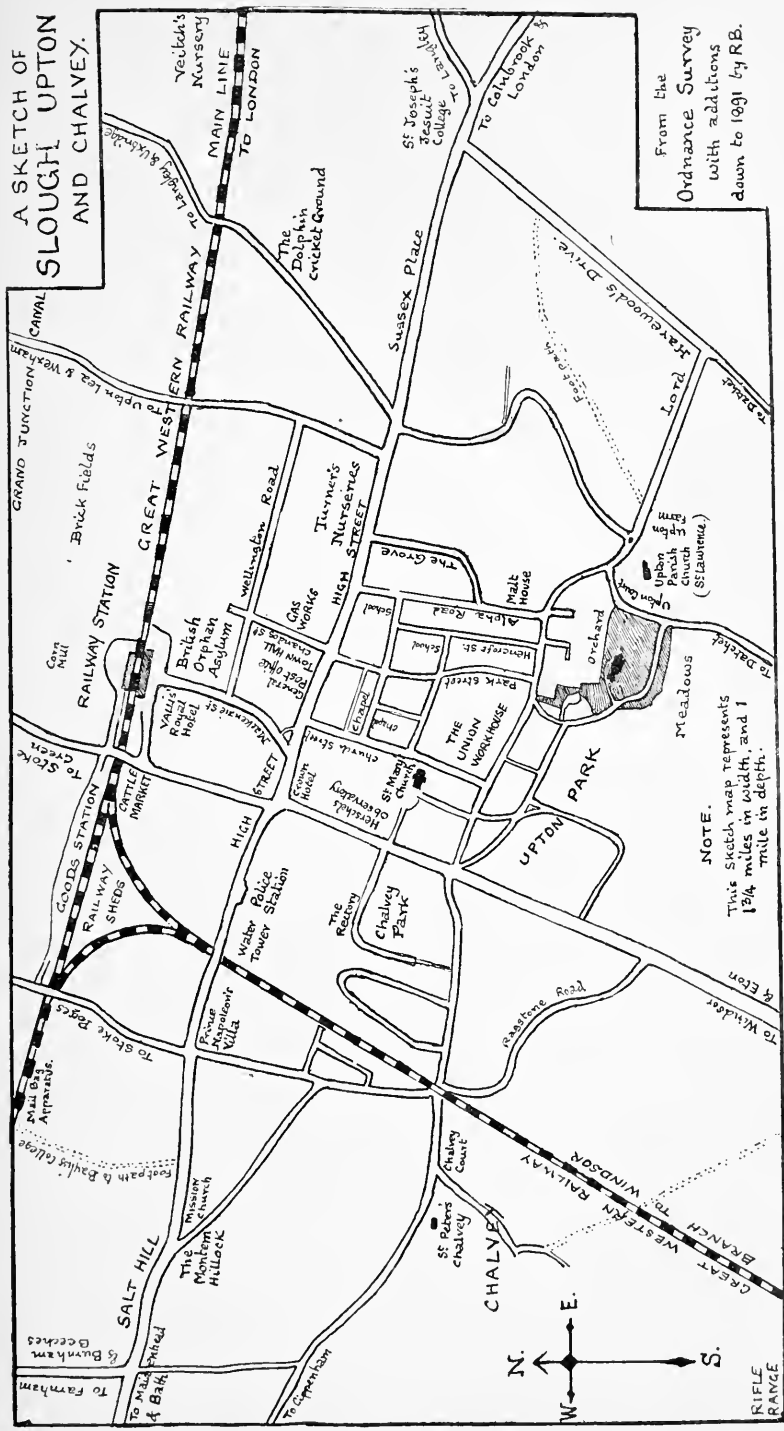 A SKETCH OF
SLOUGH UPTON
AND CHALVEY.
GRAND JUNCTION CANAL
To Upton Lea & Wexham
Brick Fields
Corn
Mill
RAILWAY STATION
GREAT WESTERN RAILWAY
MAIN LINE
TO LONDON
Veitch's
Nursery
To Langley & Uxbridge
The
Dolphin
Cricket Ground
To Stoke
Green
GOODS STATION
CATTLE
MARKET
RAILWAY
SHEDS
To Stoke Poges
Mail Bag
Apparatus.
Footpath to Baylis College
To Farnham
& Burnham
Beeches
SALT HILL
To Maidenhead
& Bath
To Cippenham
The
Montem
Hillock
Mission
Church
Prince
Napoleon's
Villa
Water
Tower
Police
Station
HIGH
STREET
Vallis'
Royal
Hotel
Mackenzie St
British
Orphan
Asylum
Wellington Road
General
Post Office
TOWN HALL
Chandos St
GAS
WORKS
Turner's
Nurseries
HIGH STREET
Sussex Place
St Joseph's
Jesuit
College
To Langley
To Colnbrook &
London
Crown
Hotel
Herschels
Observatory
Church Street
Chapel
Chapel
School
School
The Grove
Alpha Road
Malt
House
Hencroft St.
Park Street
THE
UNION
WORKHOUSE
St Mary
Church
The
Rectory
Chalvey
Park
UPTON PARK
Orchard
Meadows
Upton Court
Upton
Farm
Upton
Parish
Church
(St Lawrence.)
Footpath
Lord Harewood's Drive.
To Datchet
To Datchet
Ragstone Road
To Windsor
& Eton
Chalvey
Court
St Peters
Chalvey
CHALVEY
GREAT WESTERN RAILWAY
BRANCH TO WINDSOR
N.
W
E.
S.
RIFLE
RANGE
NOTE.
This Sketch map represents
1 3/4 miles in width, and 1
mile in depth.
From the
Ordnance Survey
with additions
down to 1891 by RB.